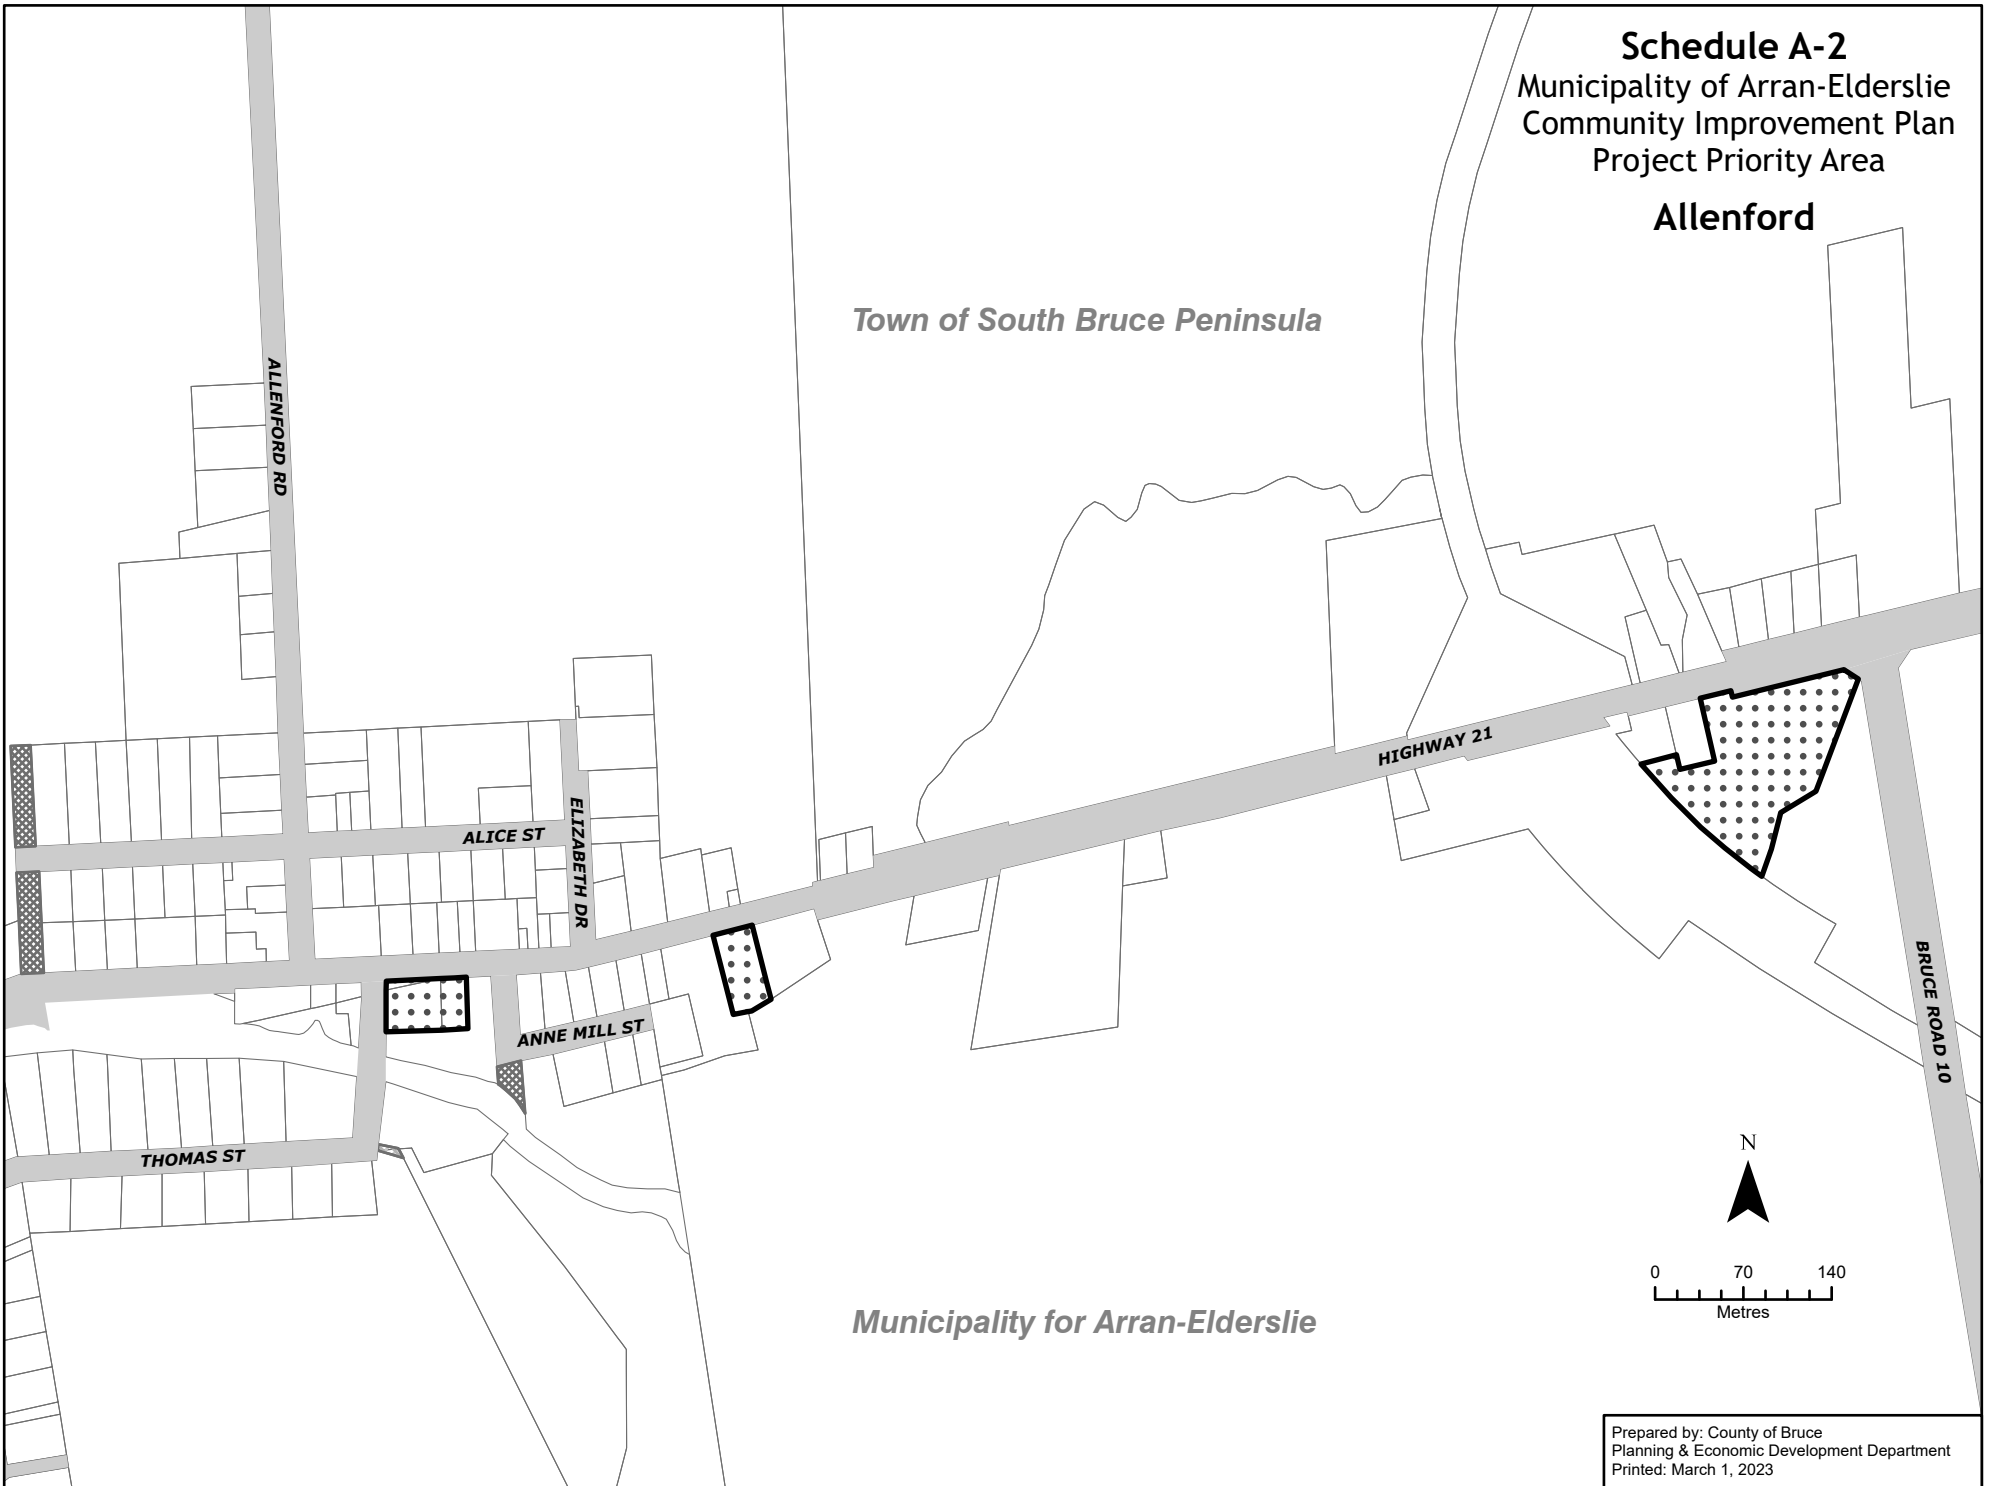 Schedule A-2
Municipality of Arran-Elderslie
Community Improvement Plan
Project Priority Area
Allenford
Town of South Bruce Peninsula
ALLENFORD RD
HIGHWAY 21
ALICE ST
ELIZABETH DR
ANNE MILL ST
BRUCE ROAD 10
THOMAS ST
N
0 70 140
Metres
Municipality for Arran-Elderslie
Prepared by: County of Bruce
Planning & Economic Development Department
Printed: March 1, 2023